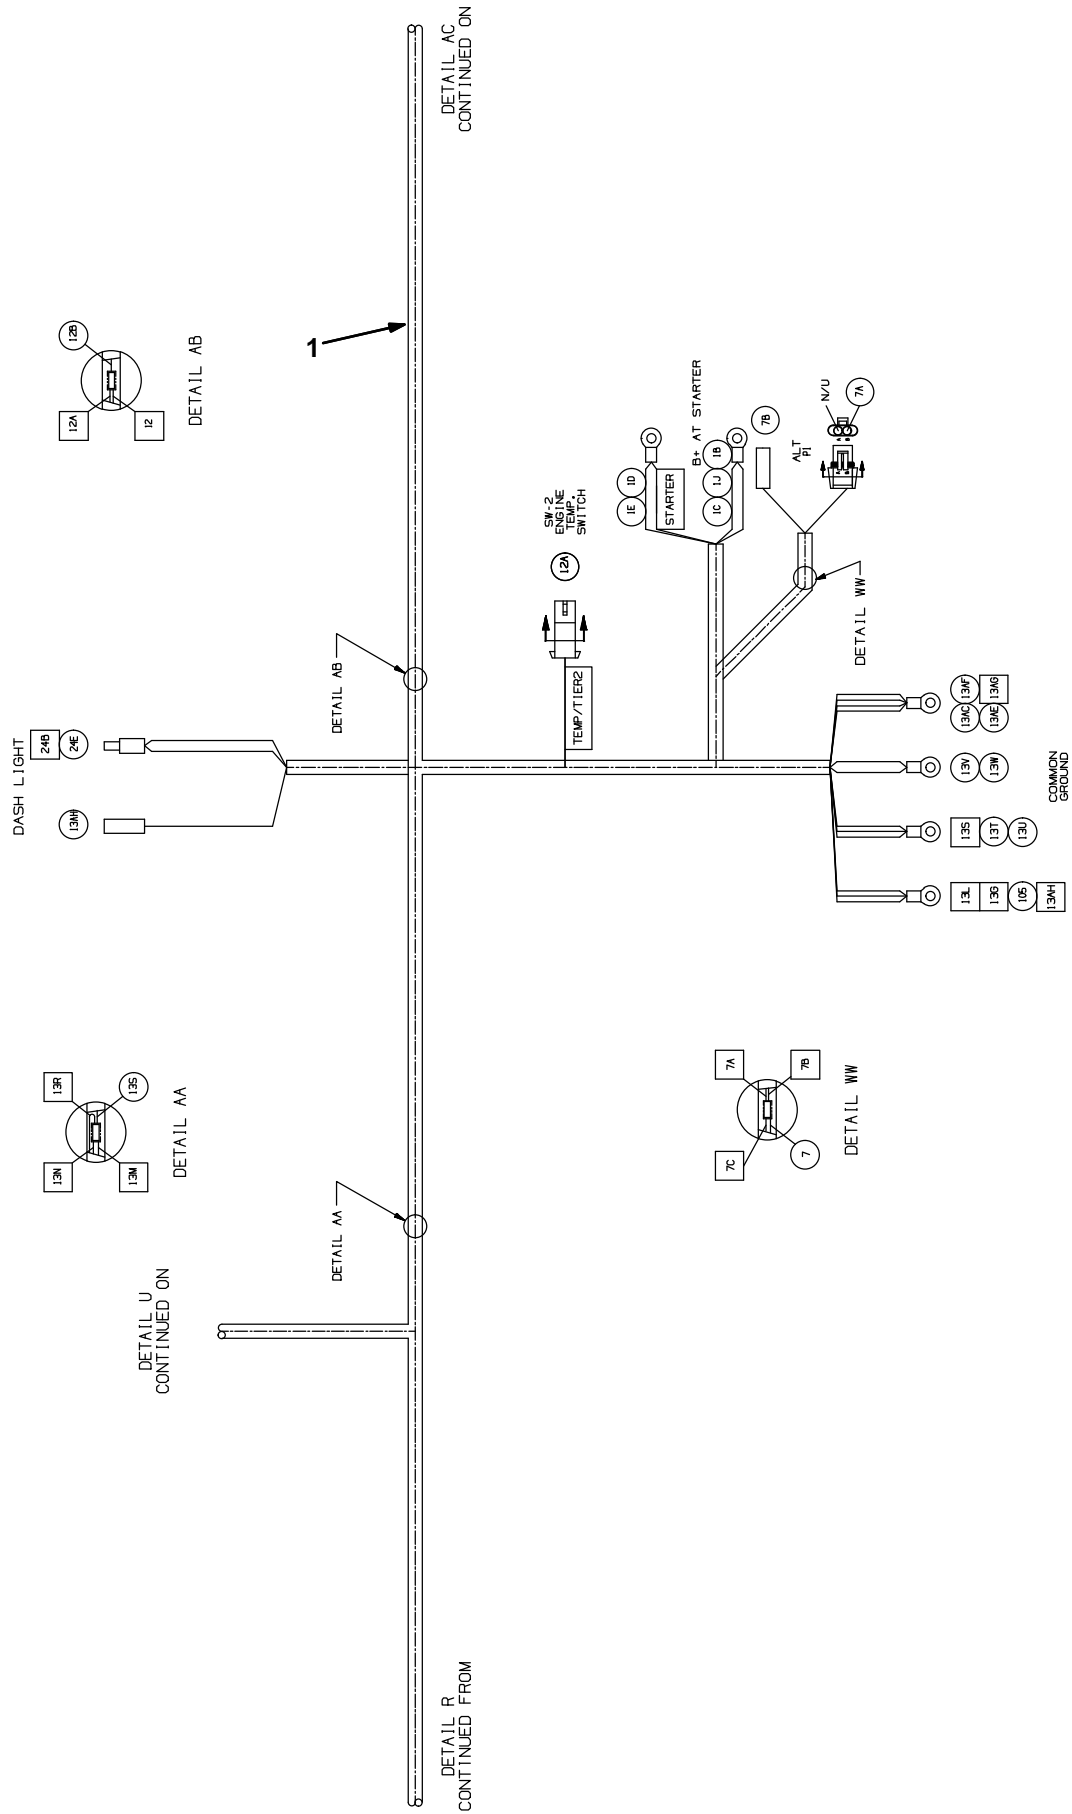 DETAIL R
CONTINUED FROM
DETAIL U
CONTINUED ON
DETAIL AA
13N
13R
13M
13S
DETAIL AA
DASH LIGHT
13AH
24B
24E
DETAIL AB
12A
12B
12
DETAIL AB
1
DETAIL AC
CONTINUED ON
TEMP/TIER2
12A
SW-2
ENGINE
TEMP.
SWITCH
1E
1D
STARTER
B+ AT STARTER
1C
1J
1B
7B
ALT
P1
A
B
A
B
N/U
7A
DETAIL WW
7C
7A
7
7B
DETAIL WW
13L
13G
105
13AH
13S
13T
13U
13V
13W
13AC
13AF
13AE
13AG
COMMON
GROUND